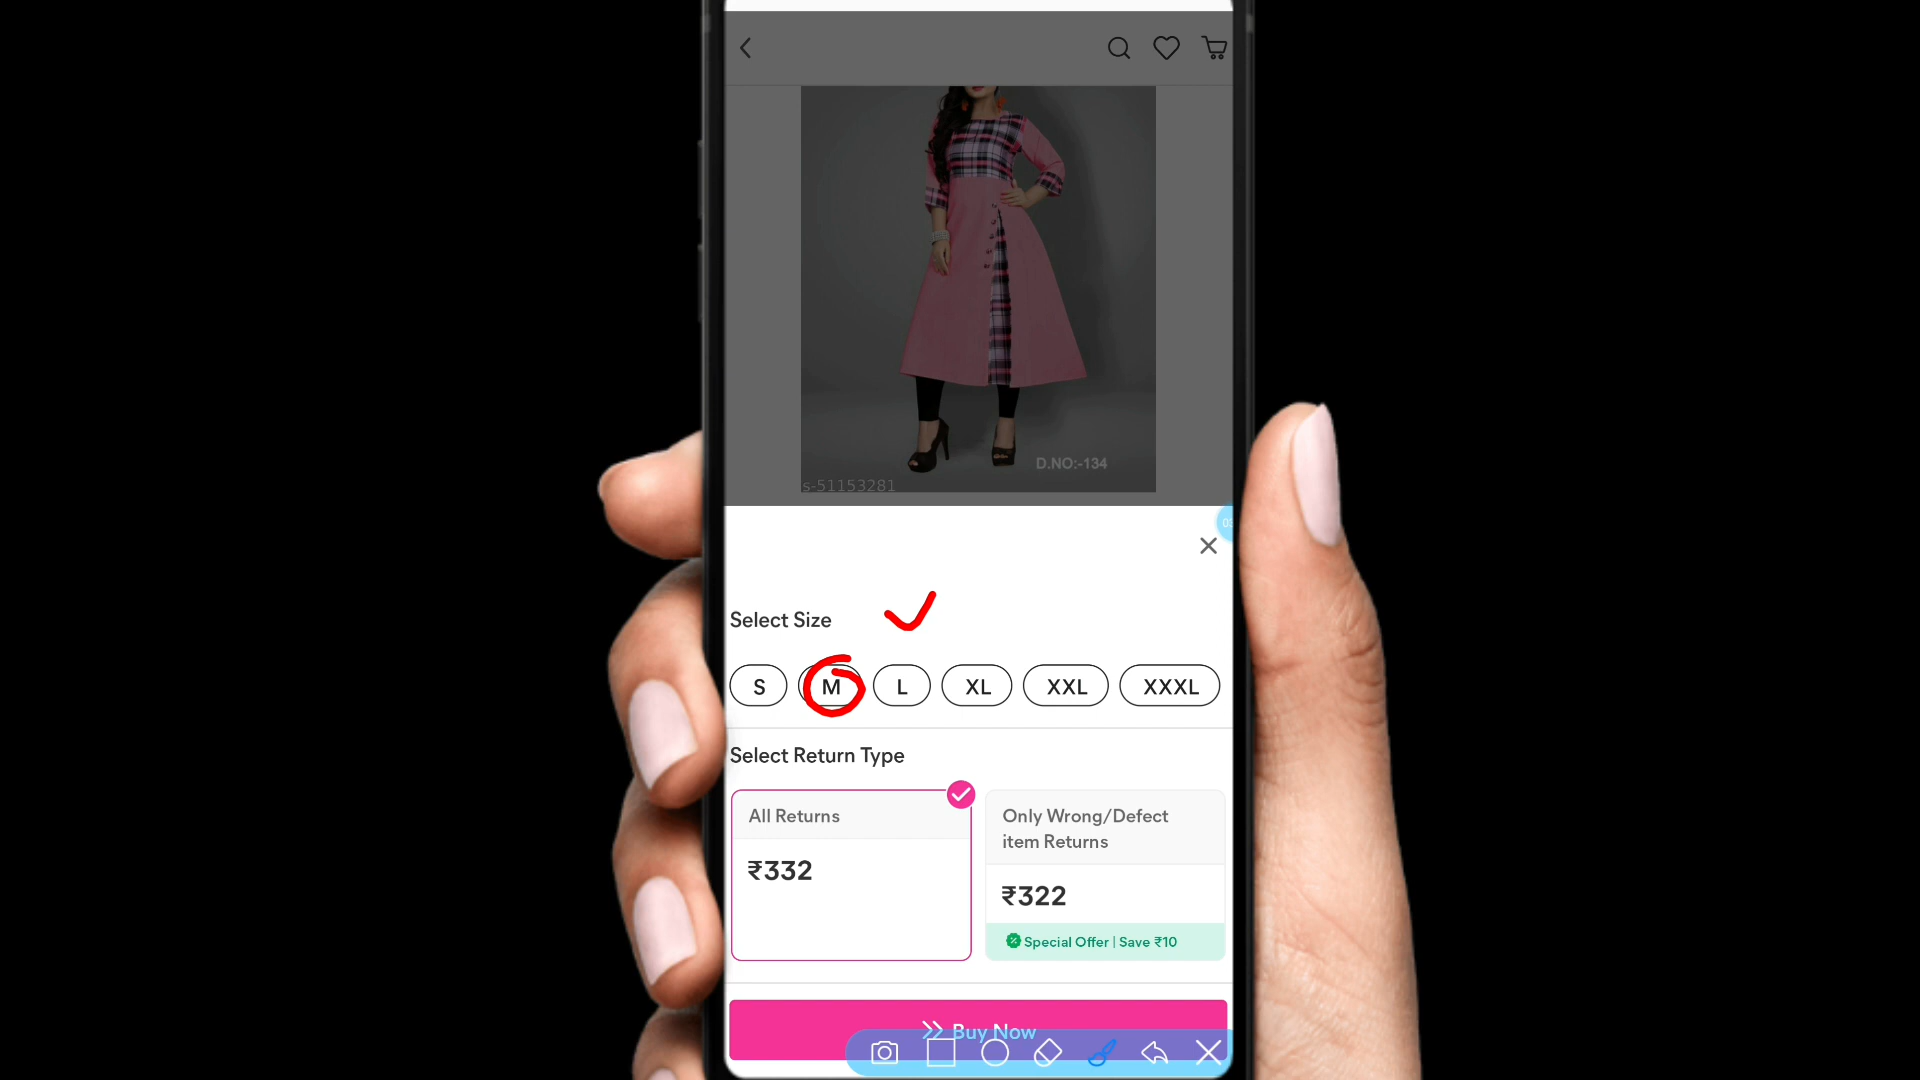 D.NO:-134
s-51153281
03
Select Size
S M L XL XXL XXXL
Select Return Type
All Returns
₹332
Only Wrong/Defect
item Returns
₹322
Special Offer | Save ₹10
Buy Now